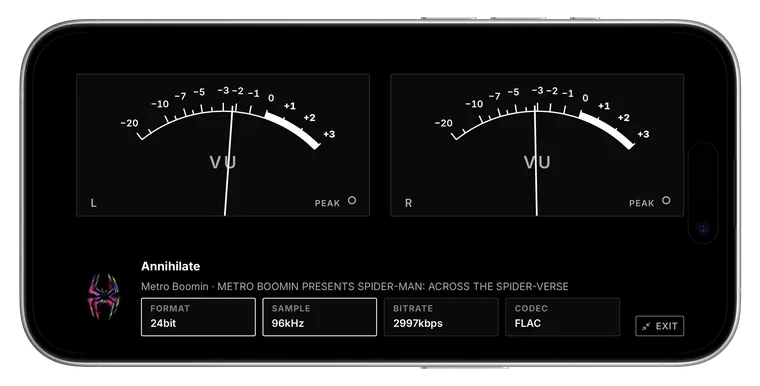 -20 -10 -7 -5 -3 -2 -1 0 +1 +2 +3
VU
L PEAK
-20 -10 -7 -5 -3 -2 -1 0 +1 +2 +3
VU
R PEAK
Annihilate
Metro Boomin · METRO BOOMIN PRESENTS SPIDER-MAN: ACROSS THE SPIDER-VERSE
FORMAT SAMPLE BITRATE CODEC
24bit 96kHz 2997kbps FLAC
EXIT